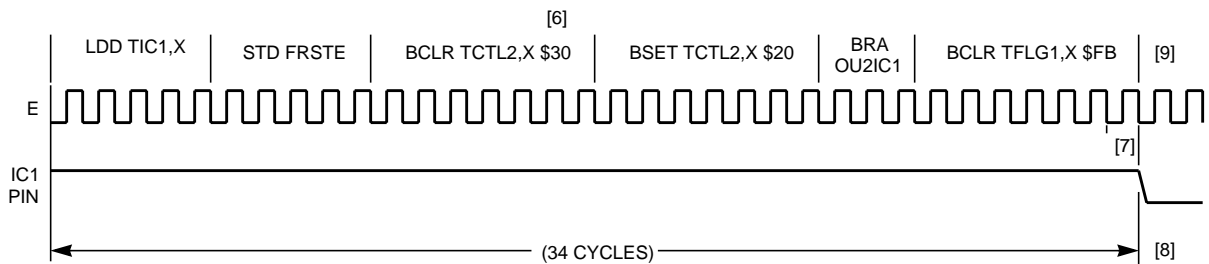 [6]
LDD TIC1,X
STD FRSTE
BCLR TCTL2,X $30
BSET TCTL2,X $20
BRA
OU2IC1
BCLR TFLG1,X $FB
[9]
E
[7]
IC1
PIN
(34 CYCLES)
[8]